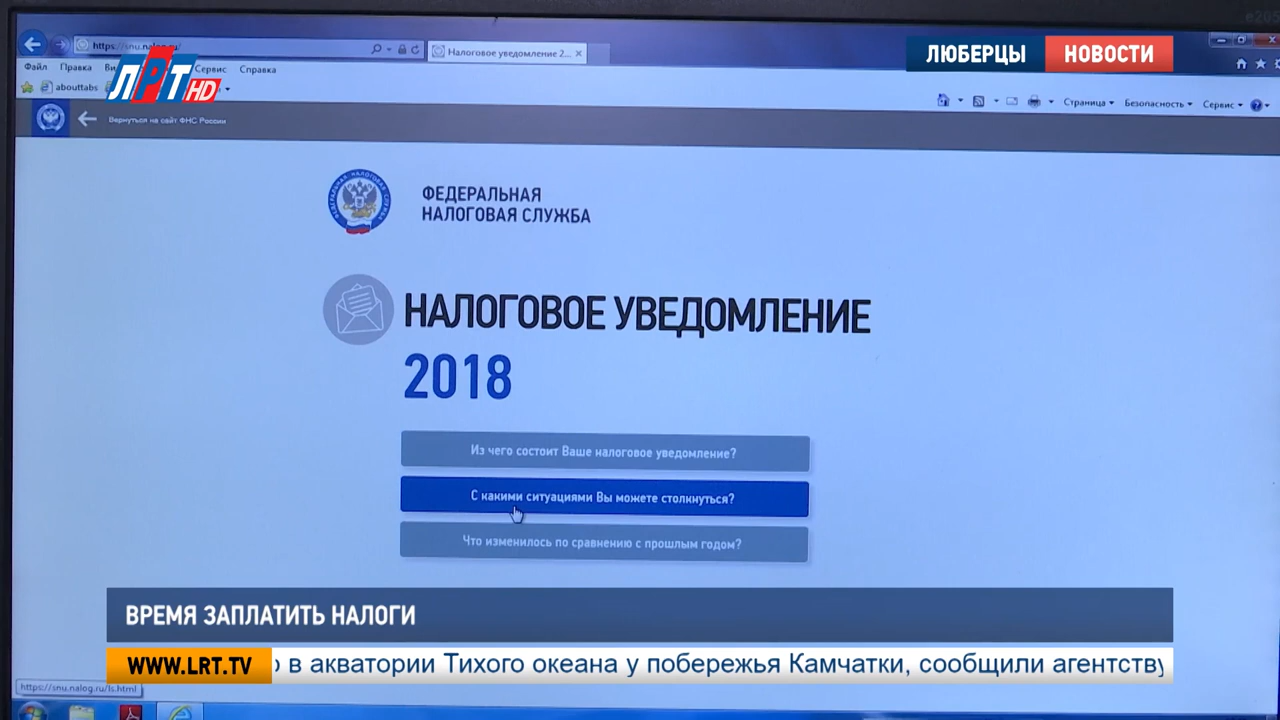 https://snu.nalog.ru/
Налоговое уведомление 2...
ЛЮБЕРЦЫ НОВОСТИ
Файл Правка Сервис Справка
ЛРТ HD
abouttabs
Страница Безопасность Сервис
Вернуться на сайт ФНС России
ФЕДЕРАЛЬНАЯ
НАЛОГОВАЯ СЛУЖБА
НАЛОГОВОЕ УВЕДОМЛЕНИЕ
2018
Из чего состоит Ваше налоговое уведомление?
С какими ситуациями Вы можете столкнуться?
Что изменилось по сравнению с прошлым годом?
ВРЕМЯ ЗАПЛАТИТЬ НАЛОГИ
WWW.LRT.TV в акватории Тихого океана у побережья Камчатки, сообщили агентству
https://snu.nalog.ru/ls.html